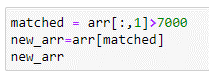 matched = arr[:,1]>7000
new_arr=arr[matched]
new_arr